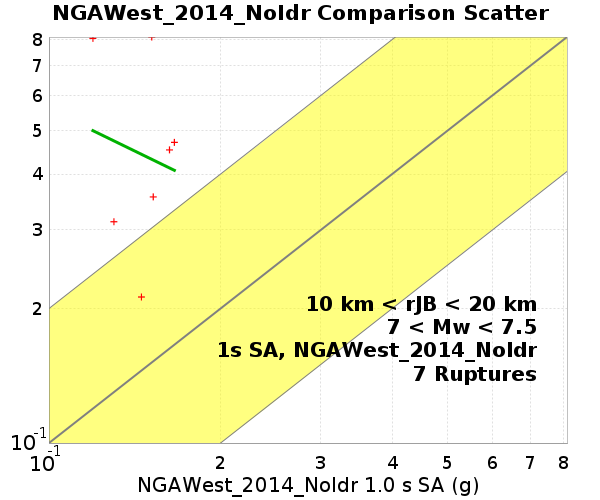 NGAWest_2014_NoIdr Comparison Scatter
8
7
6
5
4
3
2
10-1
10 km < rJB < 20 km
7 < Mw < 7.5
1s SA, NGAWest_2014_NoIdr
7 Ruptures
10-1 2 3 4 5 6 7 8
NGAWest_2014_NoIdr 1.0 s SA (g)